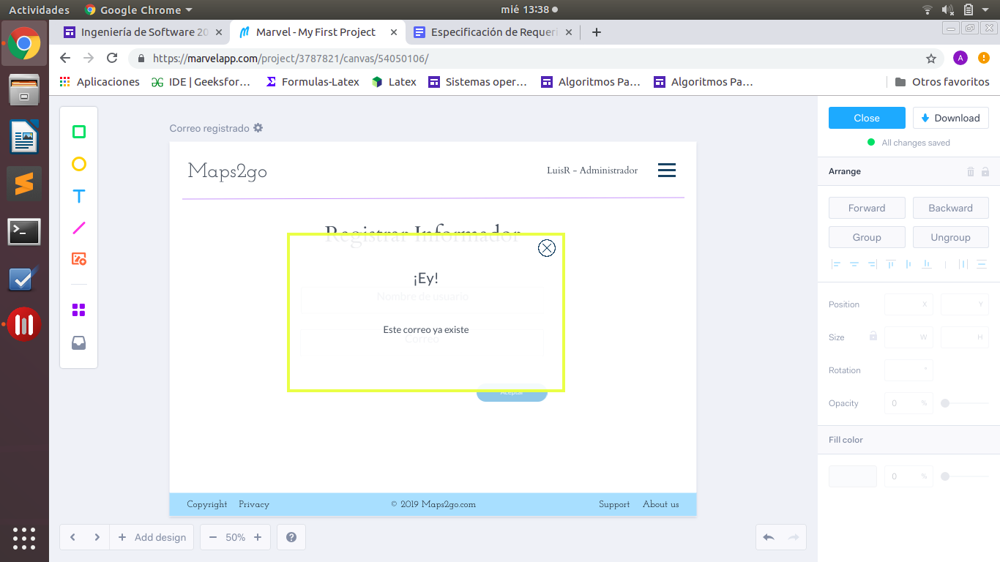 Actividades
Google Chrome
mié 13:38
Ingeniería de Software 20
Marvel - My First Project
Especificación de Requeri
https://marvelapp.com/project/3787821/canvas/54050106/
A
Aplicaciones
IDE | Geeksfor…
Formulas-Latex
Latex
Sistemas oper…
Algoritmos Pa…
Algoritmos Pa…
Otros favoritos
Correo registrado
Maps2go
LuisR - Administrador
Registrar Informador
¡Ey!
Nombre de usuario
Este correo ya existe
Correo
Aceptar
Copyright
Privacy
© 2019 Maps2go.com
Support
About us
Add design
50%
Close
Download
All changes saved
Arrange
Forward
Backward
Group
Ungroup
Position
X
Y
Size
W
H
Rotation
°
Opacity
0 %
Fill color
0 %